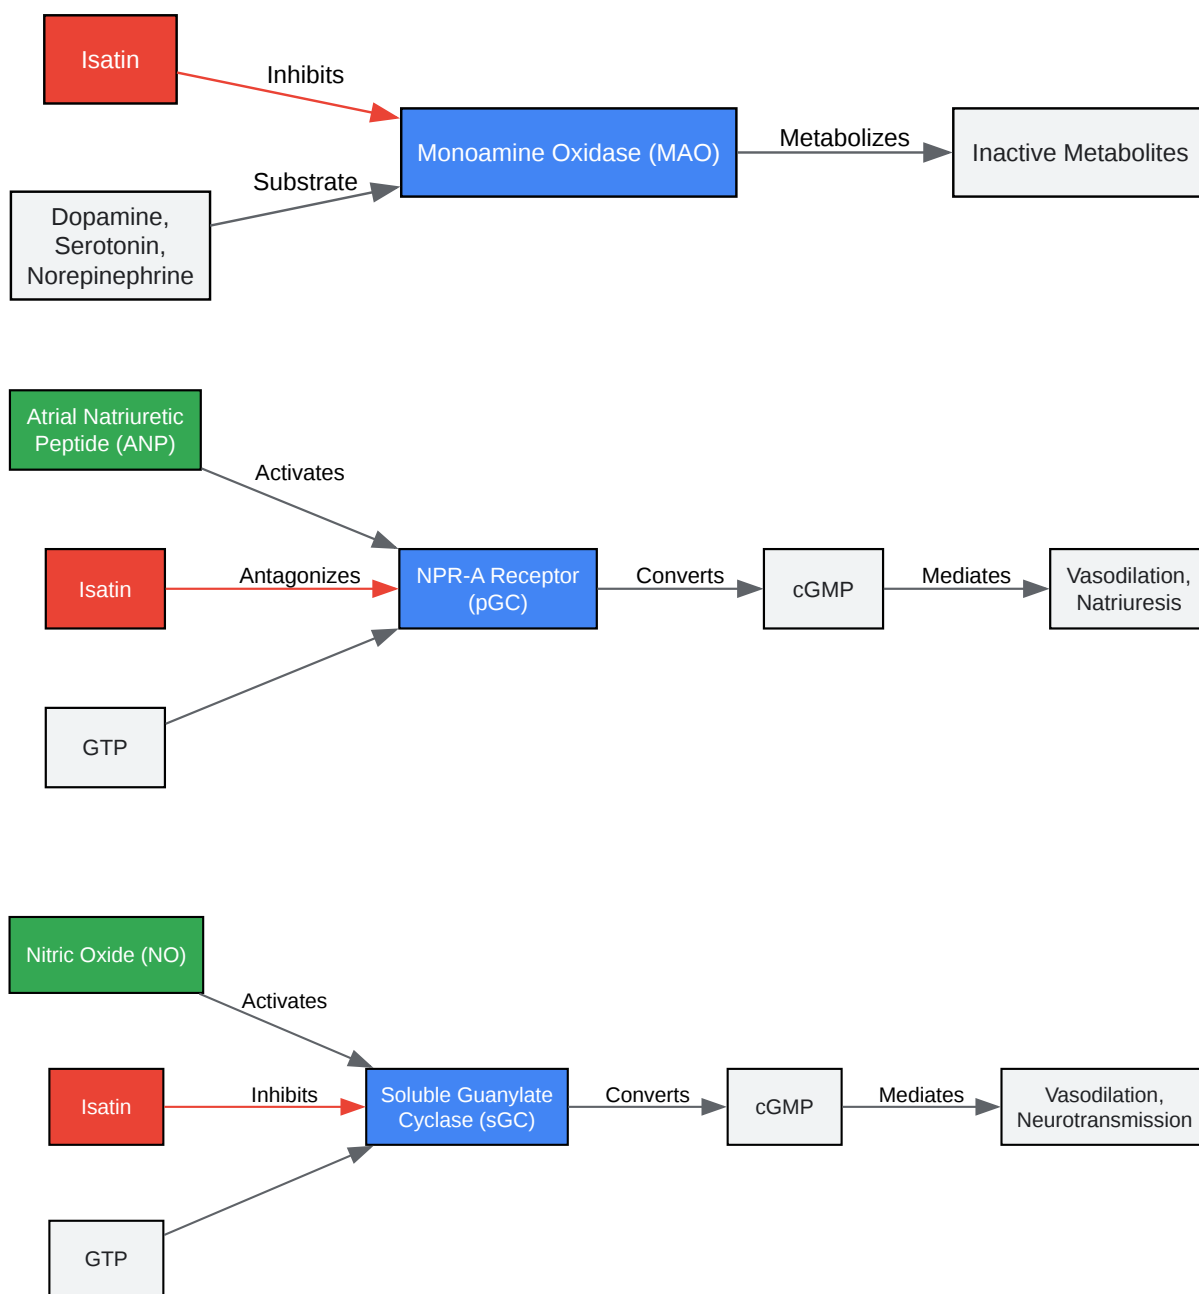 Isatin
Inhibits
Monoamine Oxidase (MAO)
Metabolizes
Inactive Metabolites
Substrate
Dopamine,
Serotonin,
Norepinephrine
Atrial Natriuretic
Peptide (ANP)
Activates
Isatin
Antagonizes
NPR-A Receptor
(pGC)
Converts
cGMP
Mediates
Vasodilation,
Natriuresis
GTP
Nitric Oxide (NO)
Activates
Isatin
Inhibits
Soluble Guanylate
Cyclase (sGC)
Converts
cGMP
Mediates
Vasodilation,
Neurotransmission
GTP